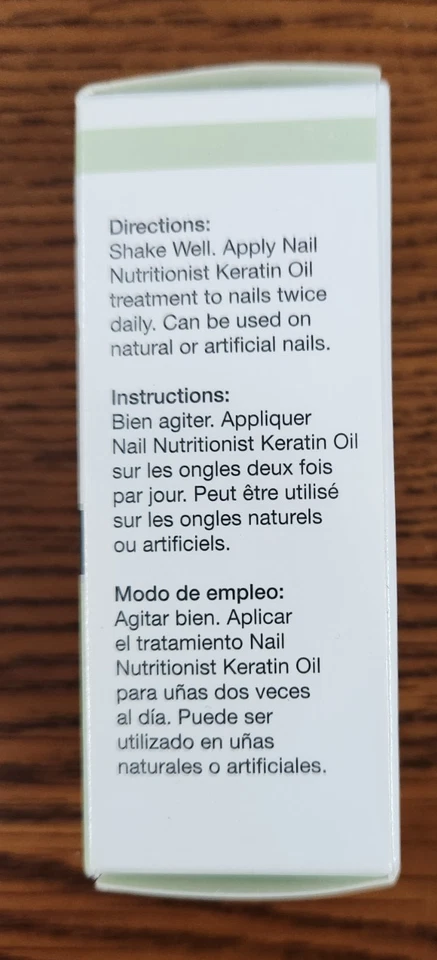 Directions:
Shake Well. Apply Nail
Nutritionist Keratin Oil
treatment to nails twice
daily. Can be used on
natural or artificial nails.
Instructions:
Bien agiter. Appliquer
Nail Nutritionist Keratin Oil
sur les ongles deux fois
par jour. Peut être utilisé
sur les ongles naturels
ou artificiels.
Modo de empleo:
Agitar bien. Aplicar
el tratamiento Nail
Nutritionist Keratin Oil
para uñas dos veces
al día. Puede ser
utilizado en uñas
naturales o artificiales.